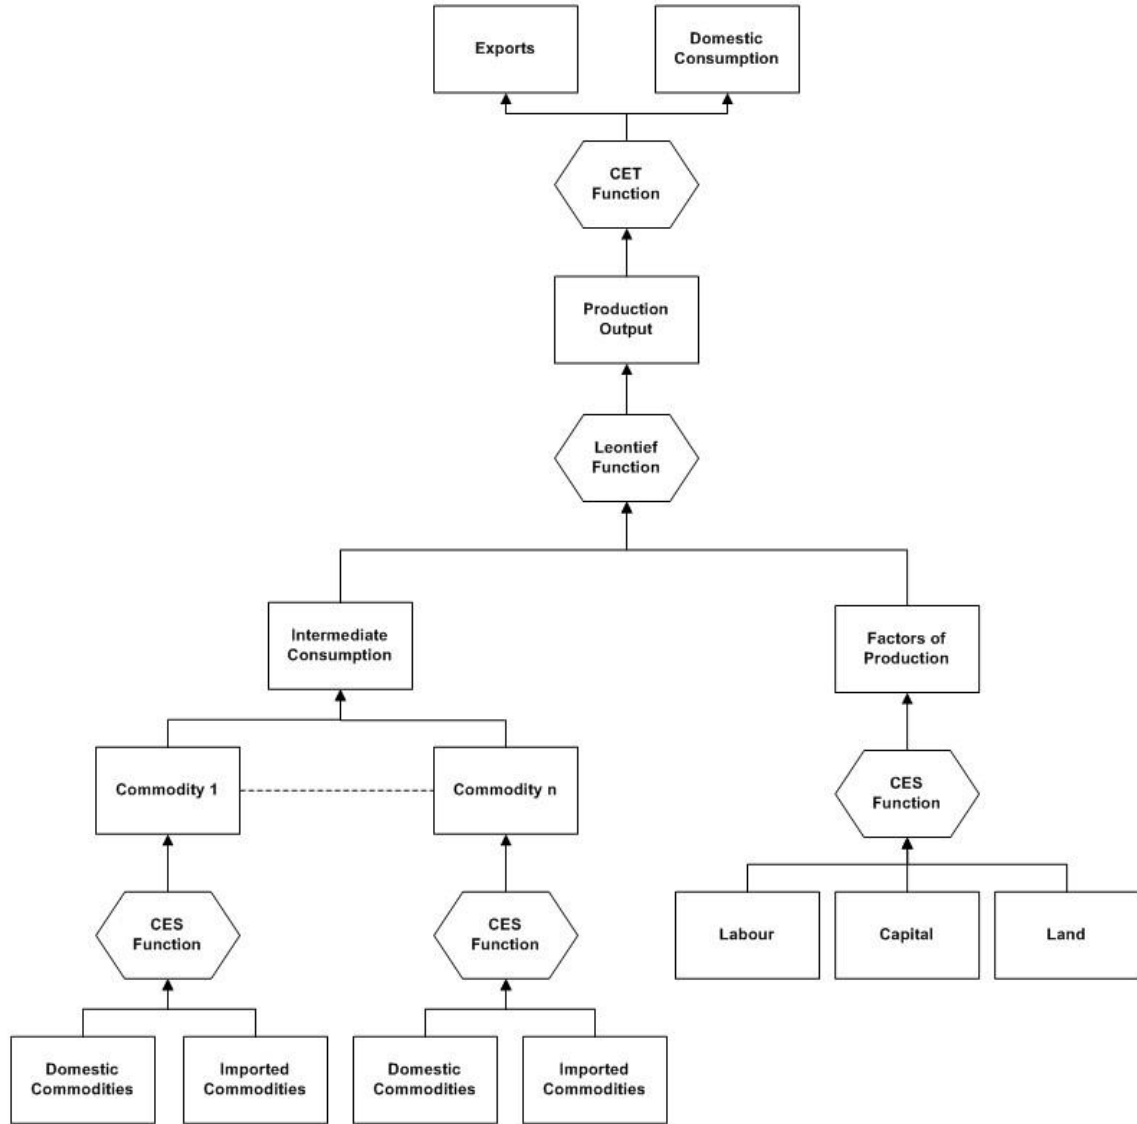 Exports
Domestic
Consumption
CET
Function
Production
Output
Leontief
Function
Intermediate
Consumption
Factors of
Production
Commodity 1
Commodity n
CES
Function
CES
Function
CES
Function
Labour
Capital
Land
Domestic
Commodities
Imported
Commodities
Domestic
Commodities
Imported
Commodities